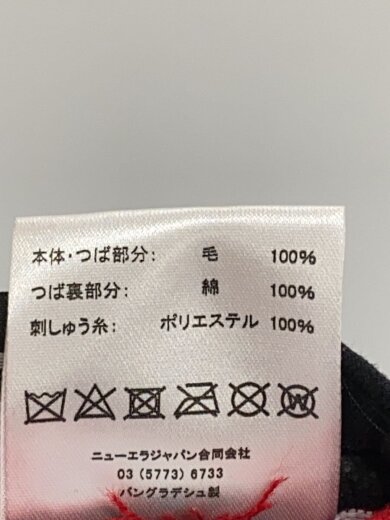 本体・つば部分： 毛 100%
つば裏部分： 綿 100%
刺しゅう糸： ポリエステル 100%
W
ニューエラジャパン合同会社
03 (5773) 6733
バングラデシュ製